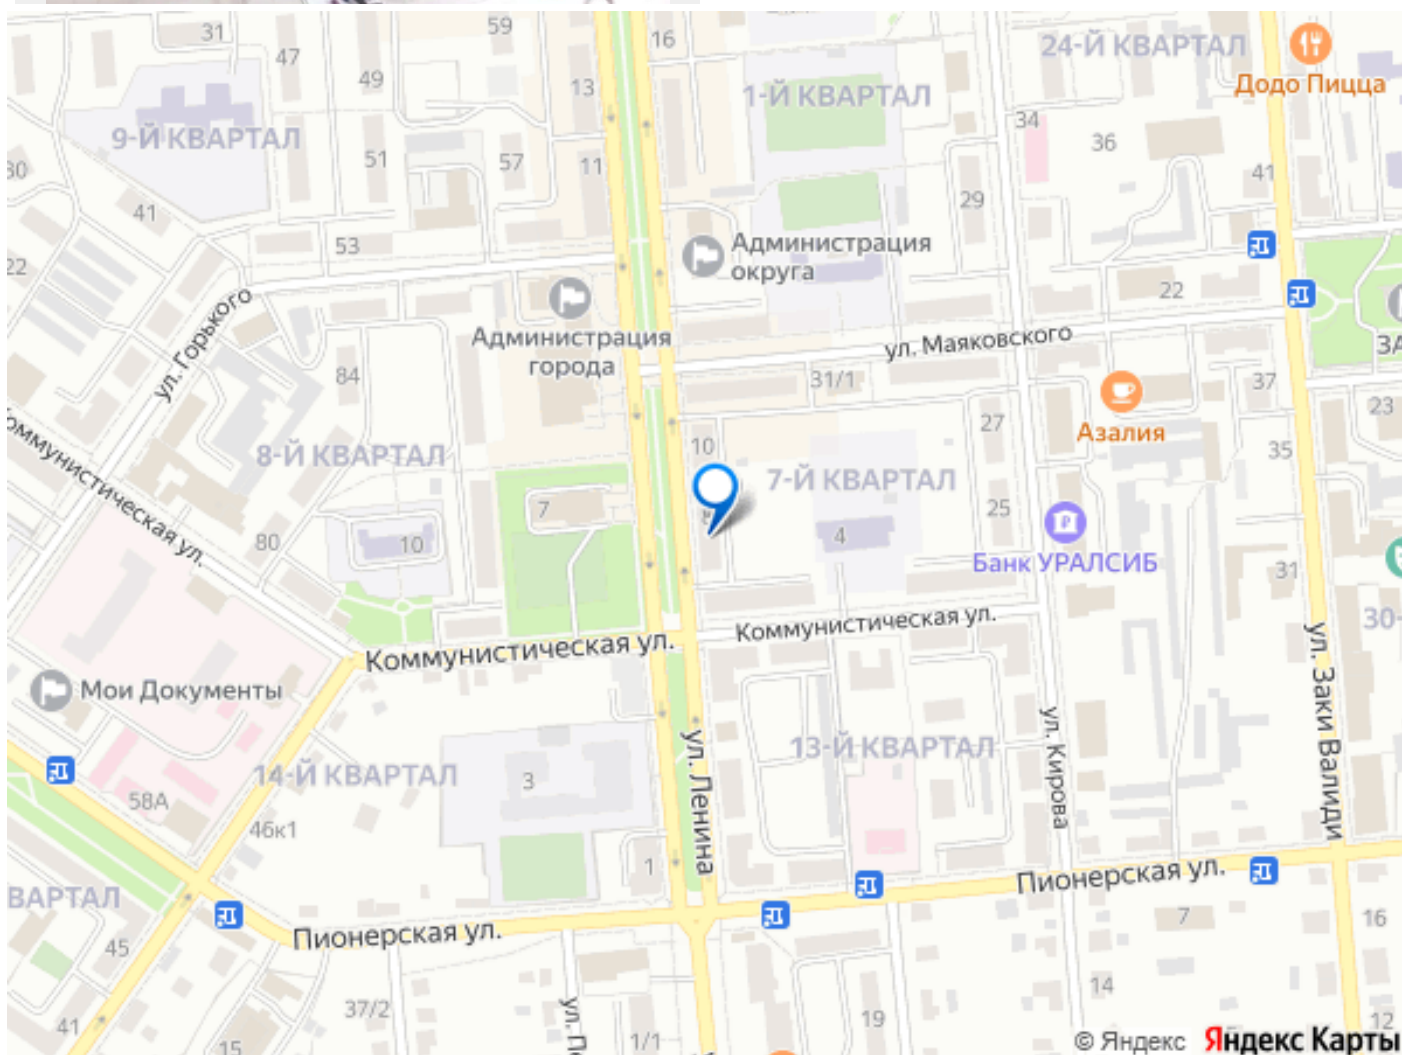 31
59
16
24-Й КВАРТАЛ
Додо Пицца
47
49
13
1-Й КВАРТАЛ
9-Й КВАРТАЛ
34
36
51
57
11
30
41
41
29
53
Администрация
округа
22
22
ул. Горького
Администрация
города
ул. Маяковского
ЗА
84
31/1
37
23
27
Азалия
10
35
8-Й КВАРТАЛ
7-Й КВАРТАЛ
Коммунистическая ул.
7
25
80
10
4
Банк УРАЛСИБ
31
Коммунистическая ул.
Коммунистическая ул.
30-
ул. Заки Валиди
Мои Документы
ул. Ленина
13-Й КВАРТАЛ
ул. Кирова
14-Й КВАРТАЛ
3
58А
46к1
1
Пионерская ул.
ВАРТАЛ
7
16
45
Пионерская ул.
14
37/2
41
15
1/1
19
12
© Яндекс Яндекс Карты